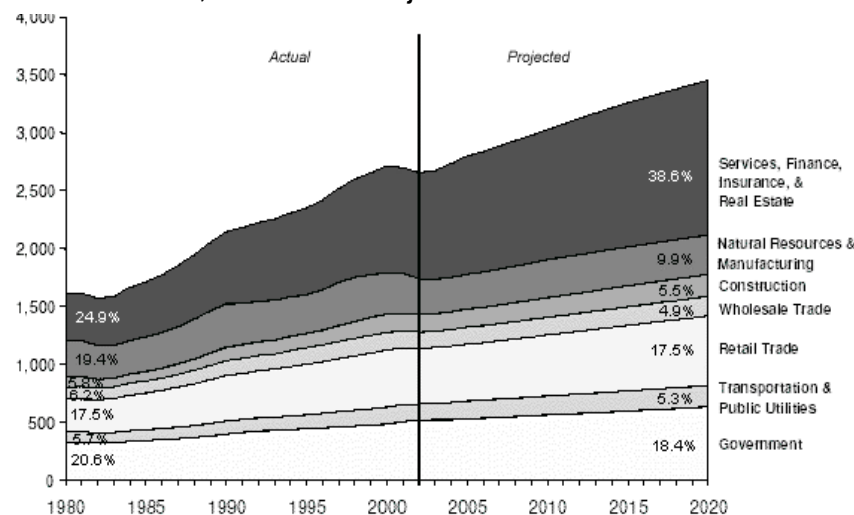 4,000
Actual
Projected
3,500
3,000
2,500
2,000
1,500
1,000
500
0
24.9%
19.4%
5.8%
6.2%
17.5%
5.7%
20.6%
38.6%
9.9%
5.5%
4.9%
17.5%
5.3%
18.4%
Services, Finance,
Insurance, &
Real Estate
Natural Resources &
Manufacturing
Construction
Wholesale Trade
Retail Trade
Transportation &
Public Utilities
Government
1980 1985 1990 1995 2000 2005 2010 2015 2020